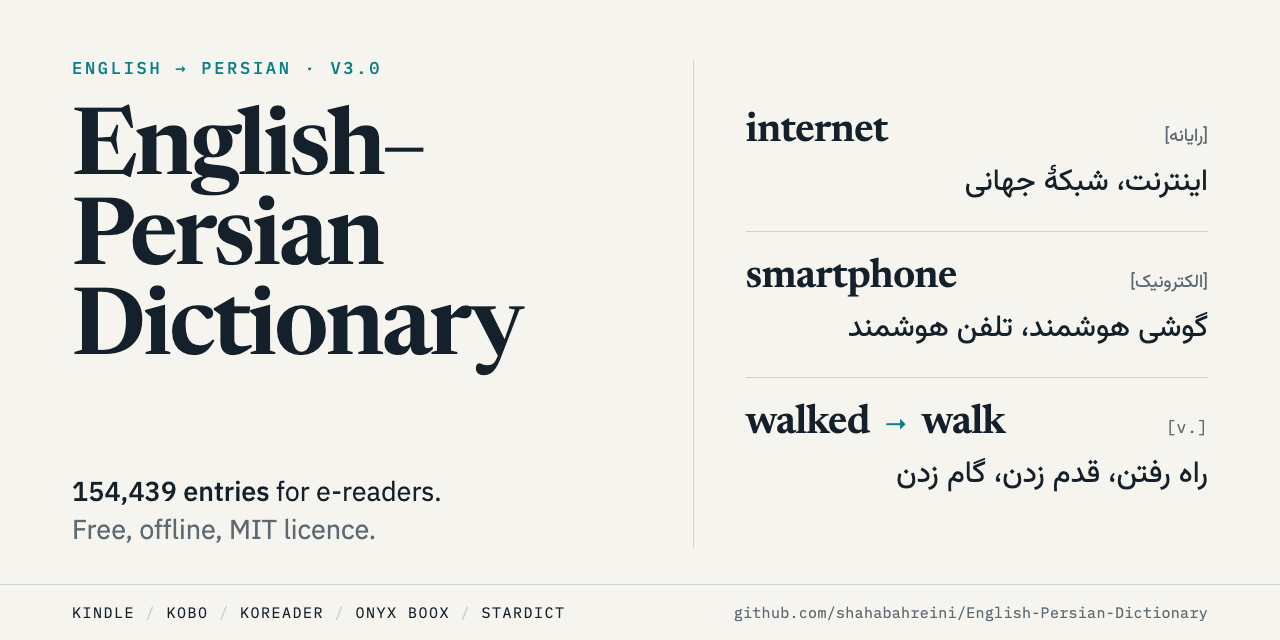 ENGLISH → PERSIAN · V3.0
English–
Persian
Dictionary
154,439 entries for e-readers.
Free, offline, MIT licence.
internet [رایانه]
اینترنت، شبکهٔ جهانی
smartphone [الکترونیک]
گوشی هوشمند، تلفن هوشمند
walked → walk [v.]
راه رفتن، قدم زدن، گام زدن
KINDLE / KOBO / KOREADER / ONYX BOOX / STARDICT
github.com/shahabahreini/English-Persian-Dictionary